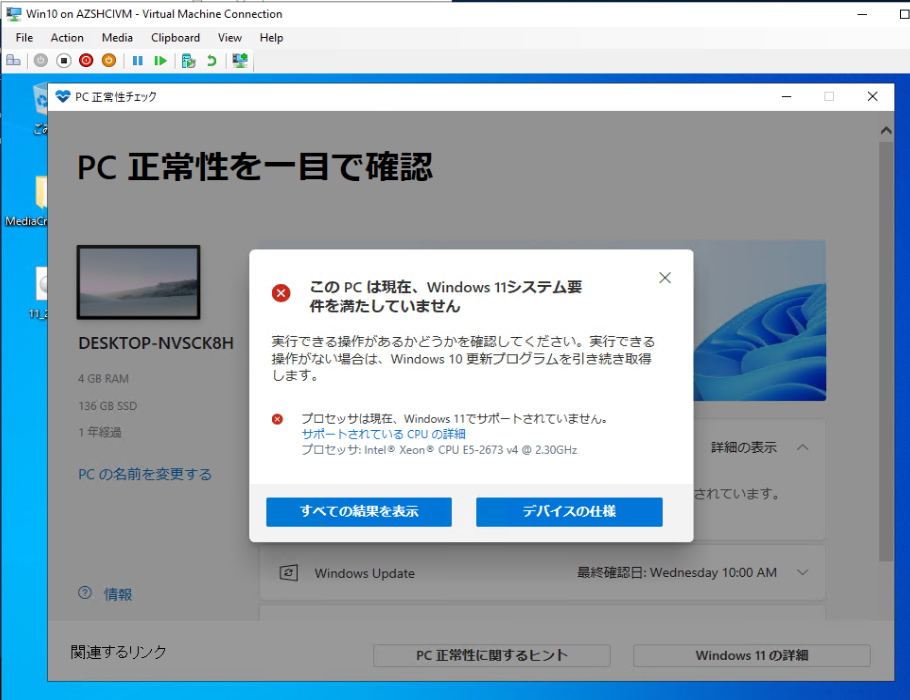 Win10 on AZSHCIVM - Virtual Machine Connection
File Action Media Clipboard View Help
PC 正常性チェック
PC 正常性を一目で確認
このPC は現在、Windows 11システム要
件を満たしていません
実行できる操作があるかどうかを確認してください。実行できる
操作がない場合は、Windows 10 更新プログラムを引き続き取得
します。
プロセッサは現在、Windows 11でサポートされていません。
サポートされている CPU の詳細
プロセッサ: Intel® Xeon® CPU E5-2673 v4 @ 2.30GHz
すべての結果を表示
デバイスの仕様
DESKTOP-NVSCK8H
4 GB RAM
136 GB SSD
1 年経過
PC の名前を変更する
詳細の表示
されています。
Windows Update
最終確認日: Wednesday 10:00 AM
情報
関連するリンク
PC 正常性に関するヒント
Windows 11 の詳細
MediaCr